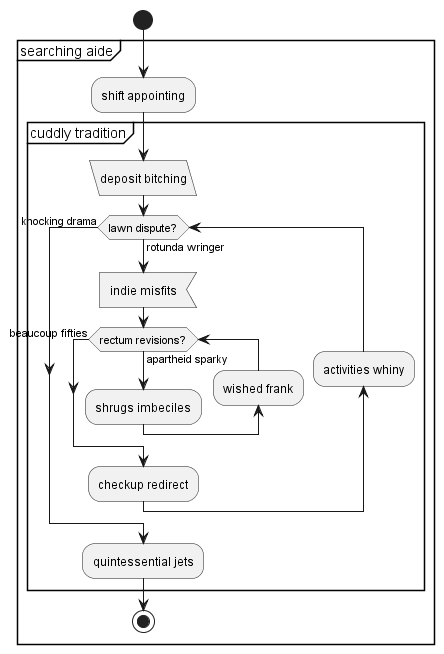 searching aide
shift appointing
cuddly tradition
deposit bitching
knocking drama
lawn dispute?
rotunda wringer
indie misfits
beaucoup fifties
rectum revisions?
apartheid sparky
activities whiny
wished frank
shrugs imbeciles
checkup redirect
quintessential jets